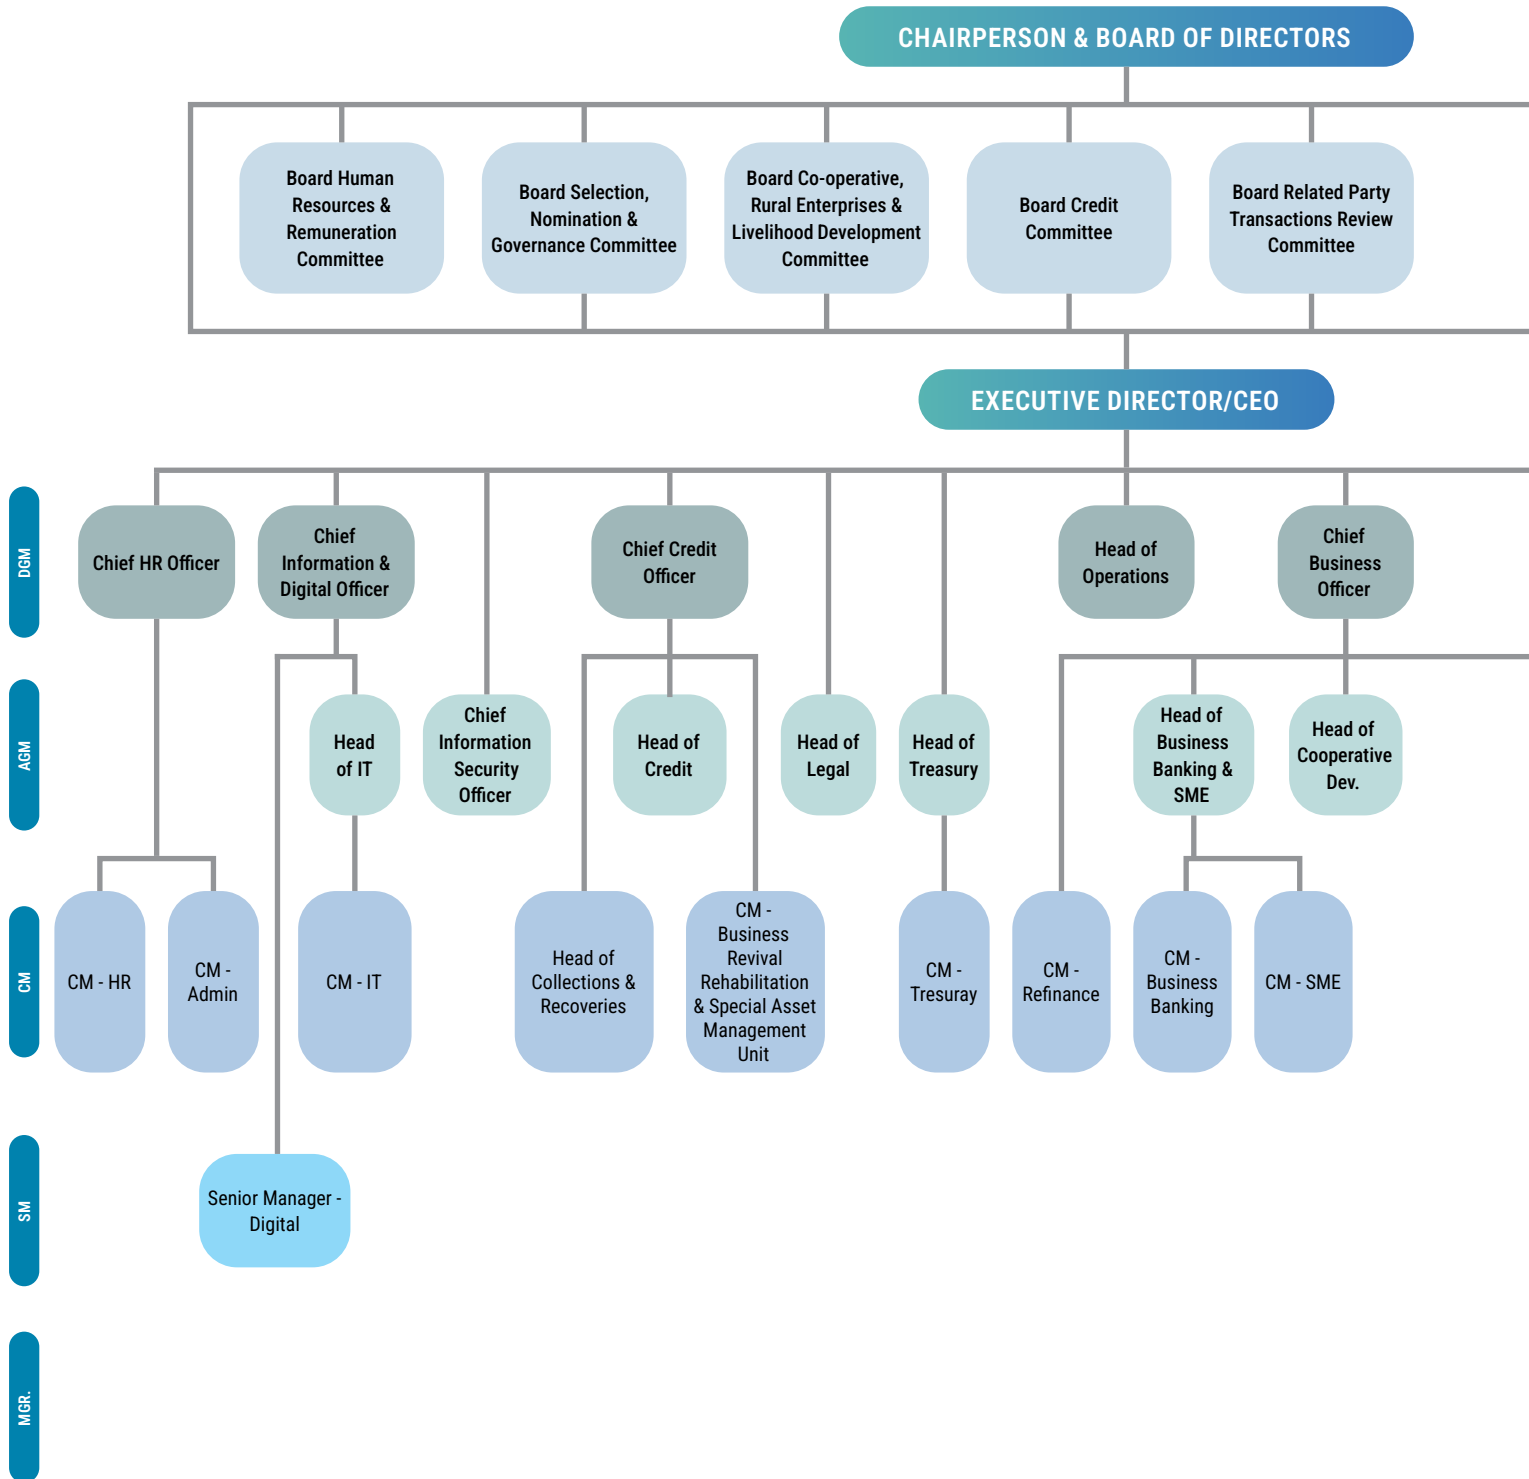 CHAIRPERSON & BOARD OF DIRECTORS
Board Human
Resources &
Remuneration
Committee
Board Selection,
Nomination &
Governance Committee
Board Co-operative,
Rural Enterprises &
Livelihood Development
Committee
Board Credit
Committee
Board Related Party
Transactions Review
Committee
EXECUTIVE DIRECTOR/CEO
DGM
Chief HR Officer
Chief
Information &
Digital Officer
Chief Credit
Officer
Head of
Operations
Chief
Business
Officer
AGM
Head
of IT
Chief
Information
Security
Officer
Head of
Credit
Head of
Legal
Head of
Treasury
Head of
Business
Banking &
SME
Head of
Cooperative
Dev.
CM
CM - HR
CM -
Admin
CM - IT
Head of
Collections &
Recoveries
CM -
Business
Revival
Rehabilitation
& Special Asset
Management
Unit
CM -
Tresuray
CM -
Refinance
CM -
Business
Banking
CM - SME
SM
Senior Manager -
Digital
MGR.